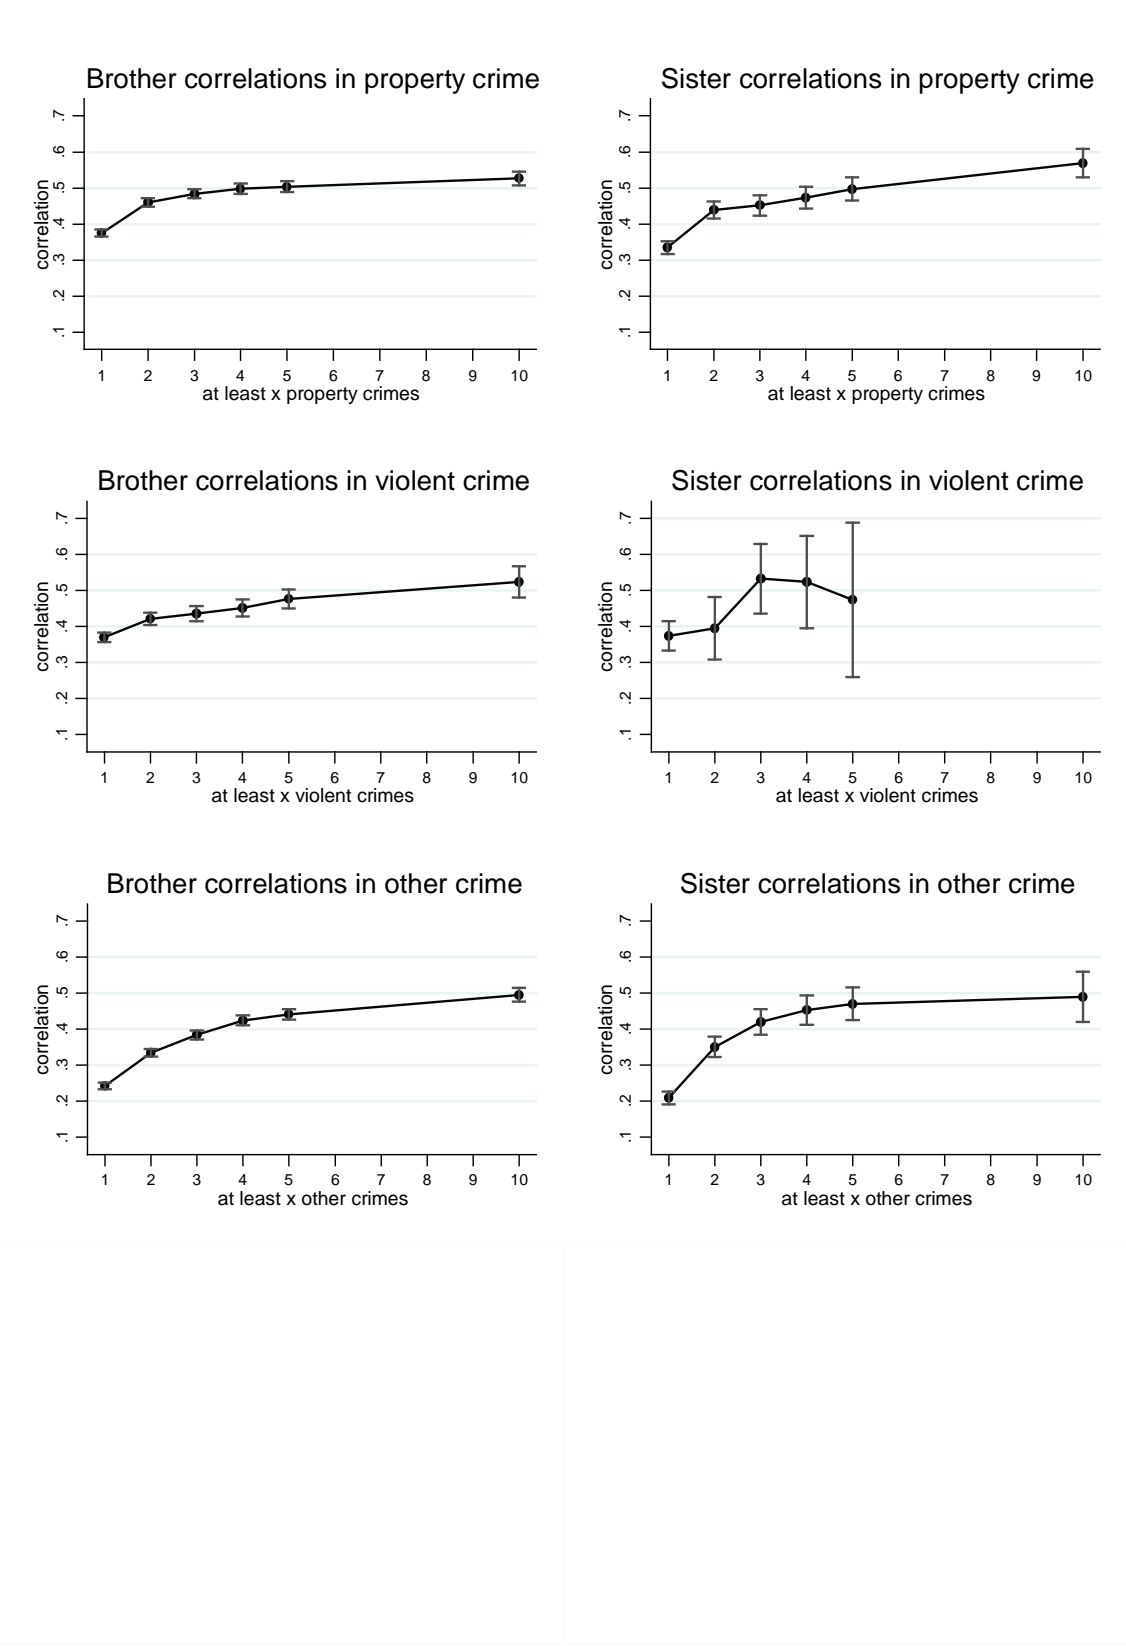 Brother correlations in property crime
correlation
.7
.6
.5
.4
.3
.2
.1
1 2 3 4 5 6 7 8 9 10
at least x property crimes
Sister correlations in property crime
correlation
.7
.6
.5
.4
.3
.2
.1
1 2 3 4 5 6 7 8 9 10
at least x property crimes
Brother correlations in violent crime
correlation
.7
.6
.5
.4
.3
.2
.1
1 2 3 4 5 6 7 8 9 10
at least x violent crimes
Sister correlations in violent crime
correlation
.7
.6
.5
.4
.3
.2
.1
1 2 3 4 5 6 7 8 9 10
at least x violent crimes
Brother correlations in other crime
correlation
.7
.6
.5
.4
.3
.2
.1
1 2 3 4 5 6 7 8 9 10
at least x other crimes
Sister correlations in other crime
correlation
.7
.6
.5
.4
.3
.2
.1
1 2 3 4 5 6 7 8 9 10
at least x other crimes